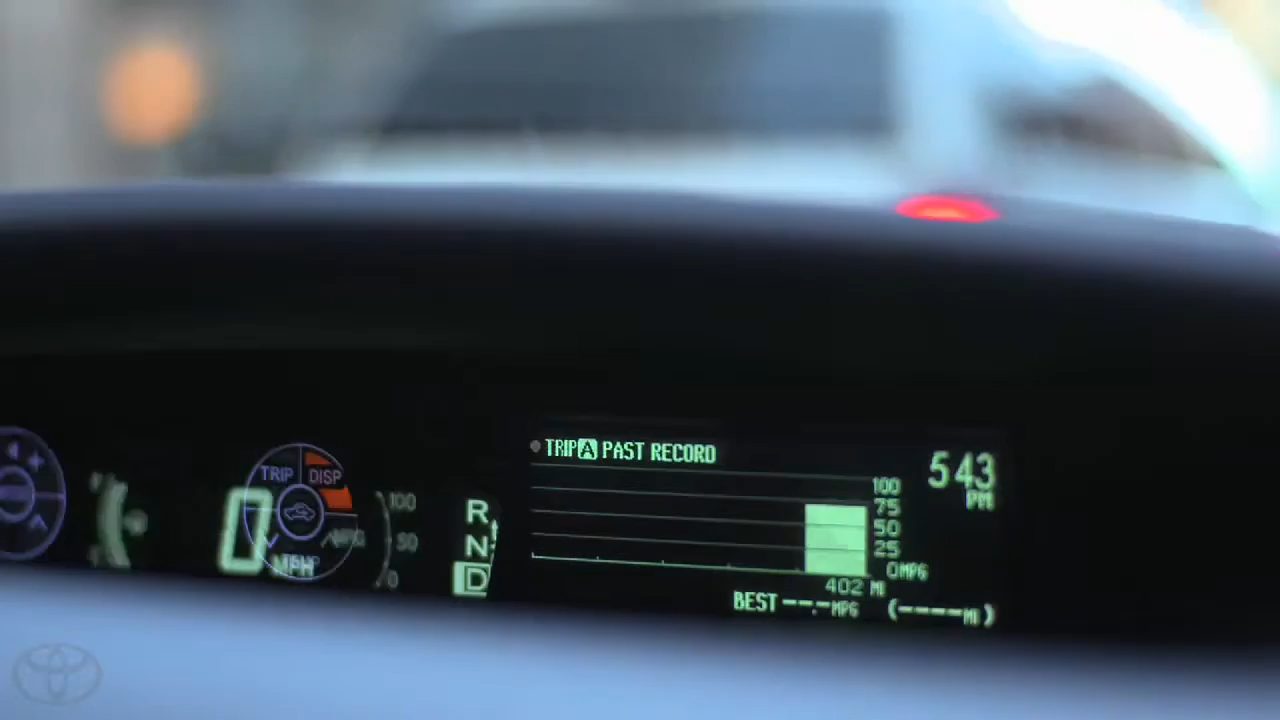 TRIP A PAST RECORD
543
PM
100
75
50
25
0MPG
402 MI
BEST --.-MPG (----MI)
TRIP DISP
0
MPH
100
50
0
MPG
R
N
D